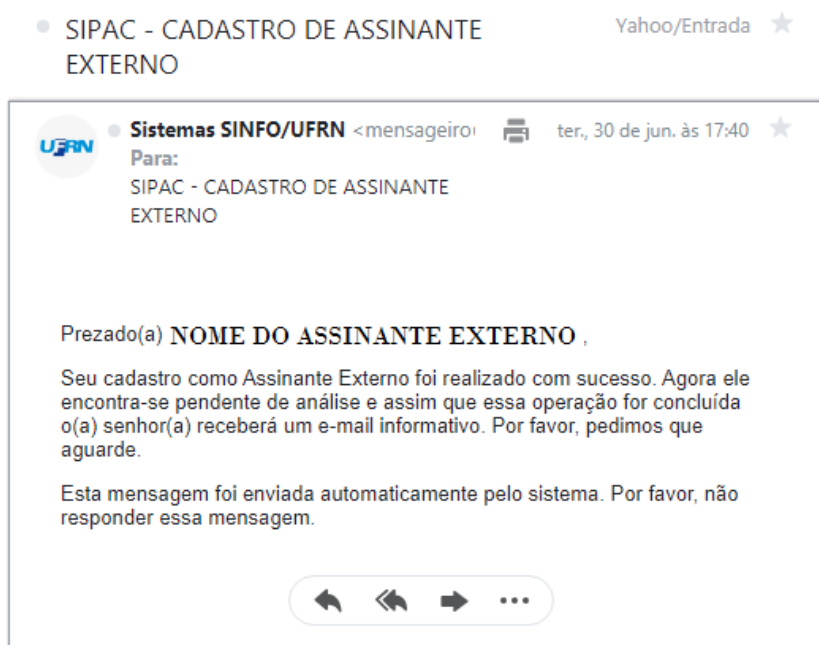 SIPAC - CADASTRO DE ASSINANTE
Yahoo/Entrada
EXTERNO
UFRN
Sistemas SINFO/UFRN <mensageiro
ter., 30 de jun. às 17:40
Para:
SIPAC - CADASTRO DE ASSINANTE
EXTERNO
Prezado(a) NOME DO ASSINANTE EXTERNO ,
Seu cadastro como Assinante Externo foi realizado com sucesso. Agora ele
encontra-se pendente de análise e assim que essa operação for concluída
o(a) senhor(a) receberá um e-mail informativo. Por favor, pedimos que
aguarde.
Esta mensagem foi enviada automaticamente pelo sistema. Por favor, não
responder essa mensagem.